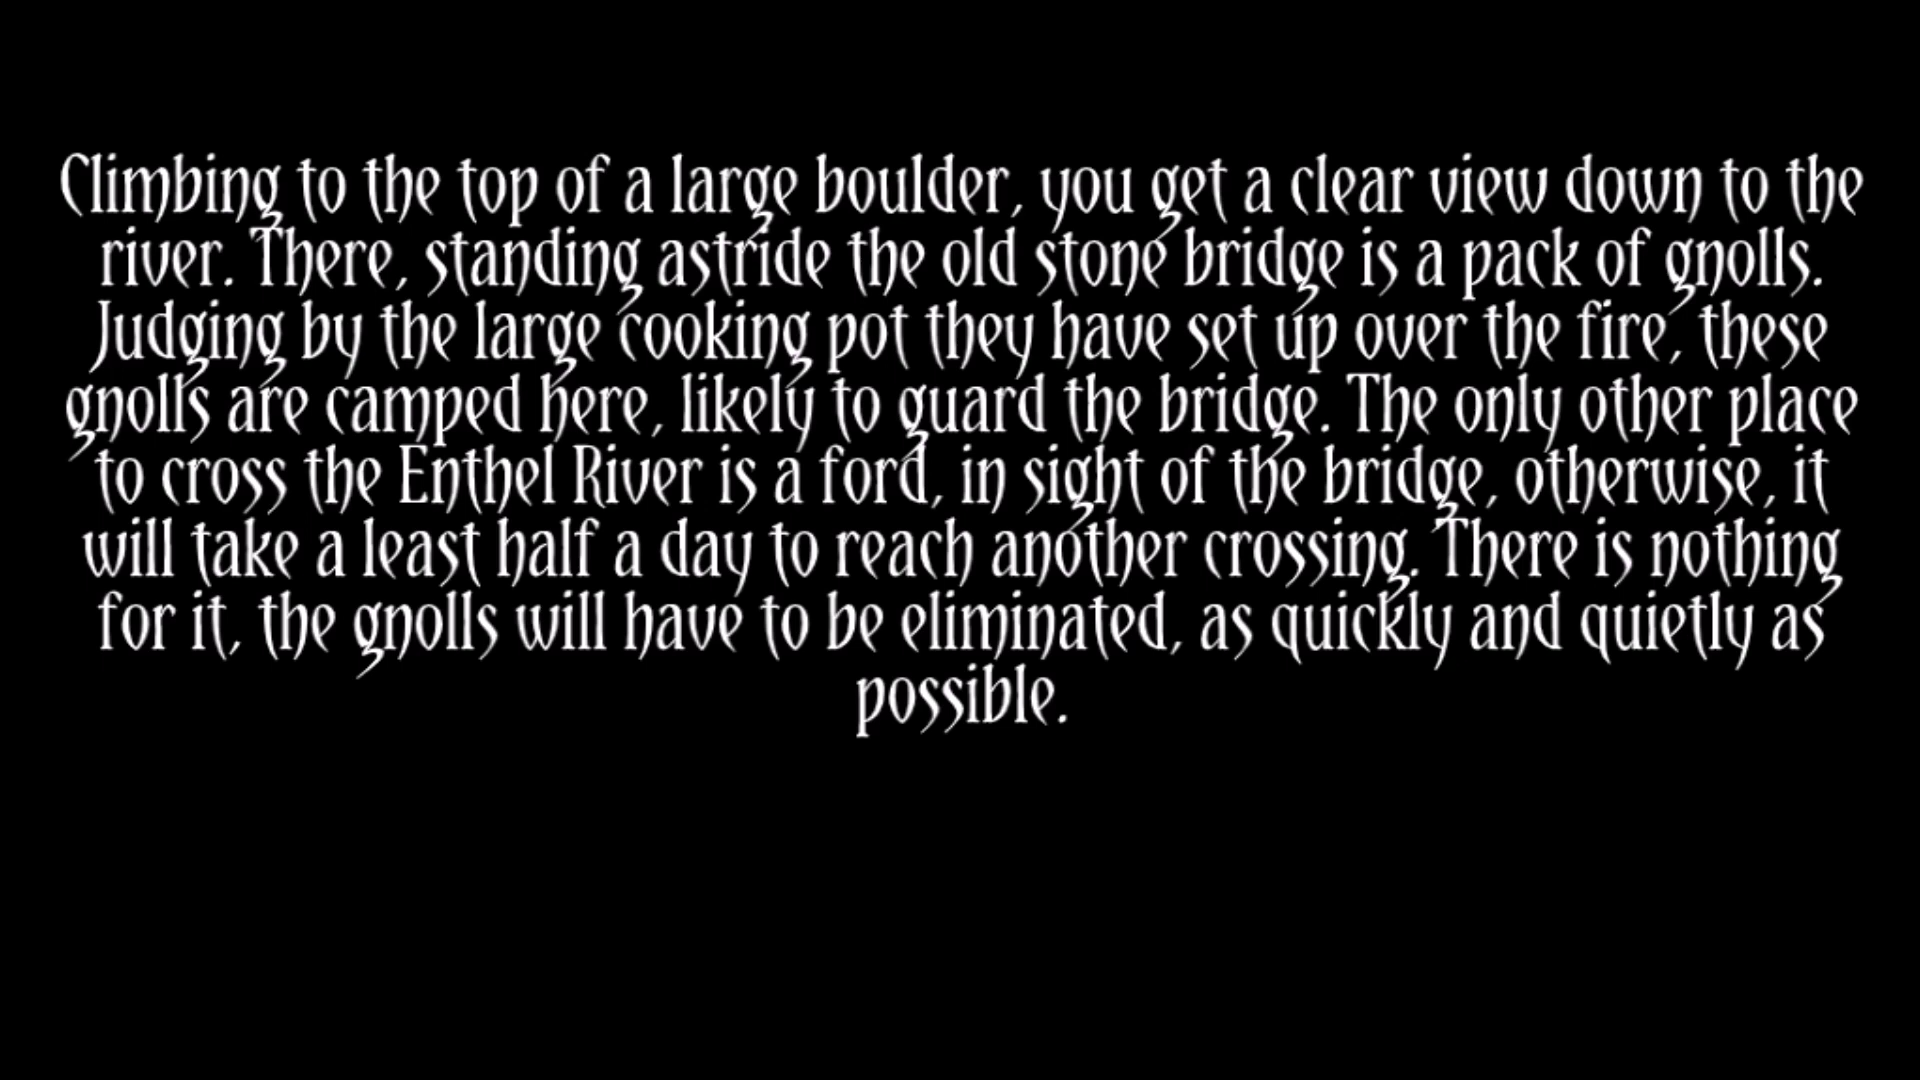 Climbing to the top of a large boulder, you get a clear view down to the
river. There, standing astride the old stone bridge is a pack of gnolls.
Judging by the large cooking pot they have set up over the fire, these
gnolls are camped here, likely to guard the bridge. The only other place
to cross the Enthel River is a ford, in sight of the bridge, otherwise, it
will take a least half a day to reach another crossing. There is nothing
for it, the gnolls will have to be eliminated, as quickly and quietly as
possible.